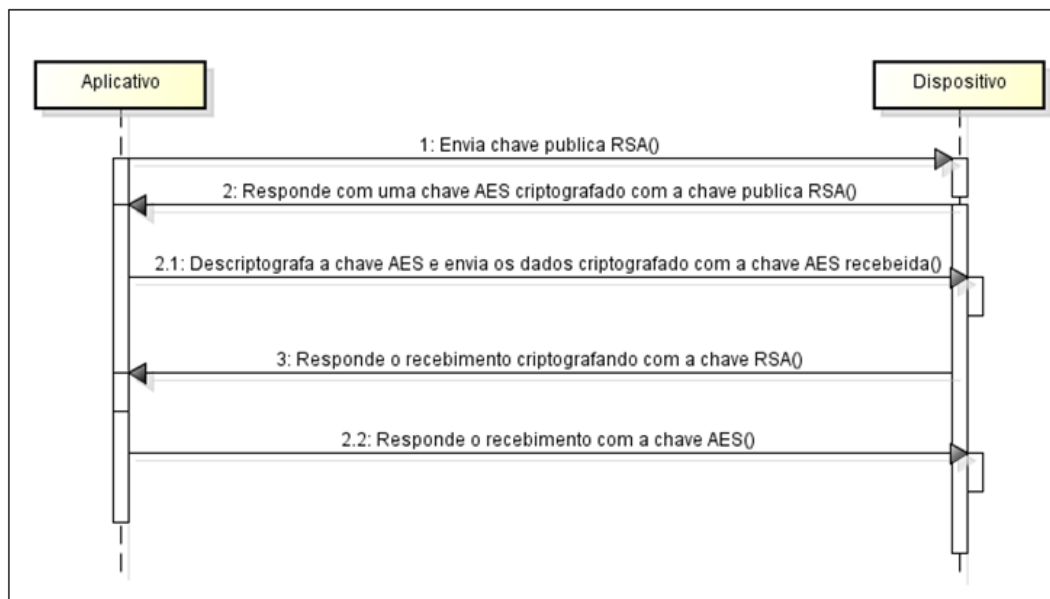 Aplicativo
Dispositivo
1: Envia chave publica RSA()
2: Responde com uma chave AES criptografado com a chave publica RSA()
2.1: Descriptografa a chave AES e envia os dados criptografado com a chave AES recebeida()
3: Responde o recebimento criptografando com a chave RSA()
2.2: Responde o recebimento com a chave AES()